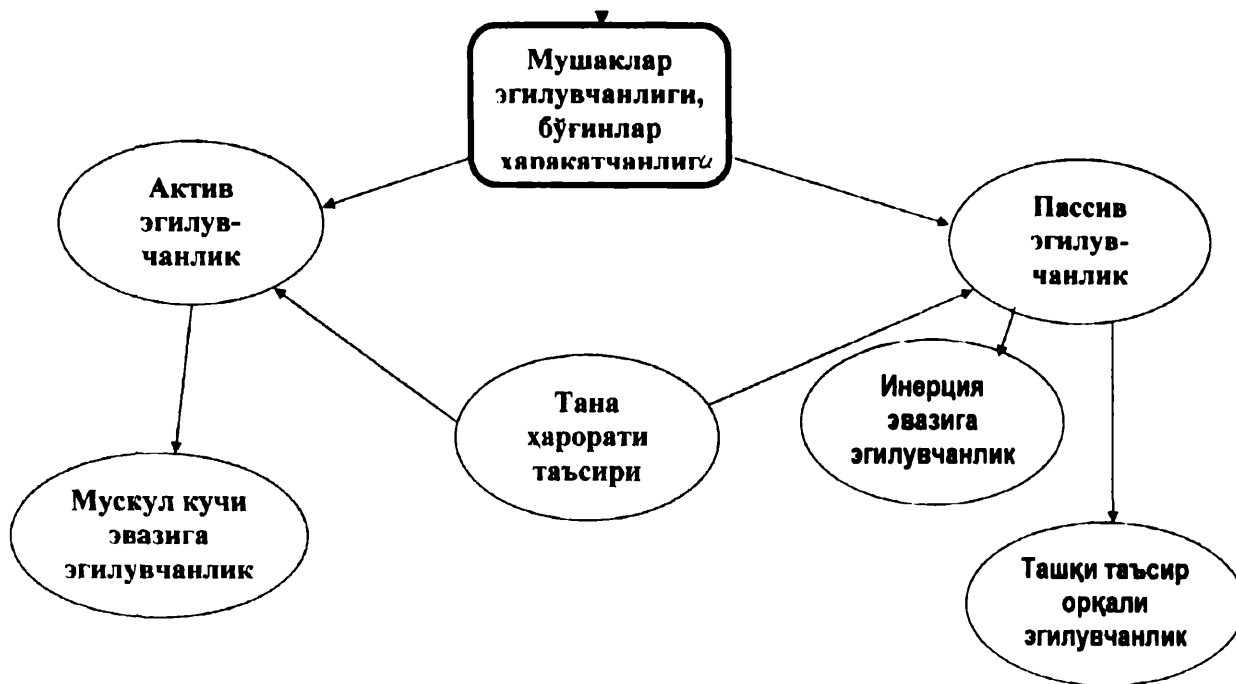 Мушаклар
эгилувчанлиги,
бўғинлар
ҳаракатчанлиги
Актив
эгилув-
чанлик
Пассив
эгилув-
чанлик
Тана
ҳарорати
таъсири
Инерция
эвазига
эгилувчанлик
Мускул кучи
эвазига
эгилувчанлик
Ташқи таъсир
орқали
эгилувчанлик